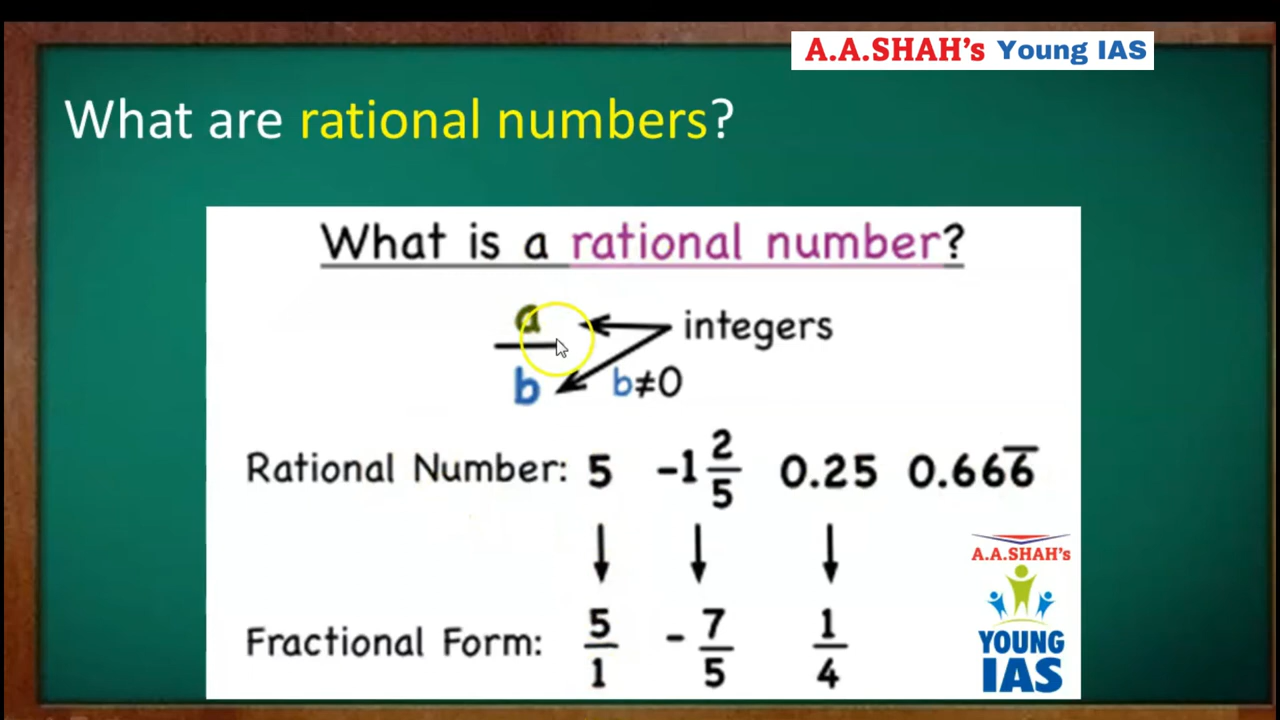 A.A.SHAH's Young IAS
What are rational numbers?
What is a rational number?
a
b
integers
b≠0
Rational Number: 5 -1 2/5 0.25 0.666̅
Fractional Form: 5/1 -7/5 1/4
A.A.SHAH's
YOUNG
IAS